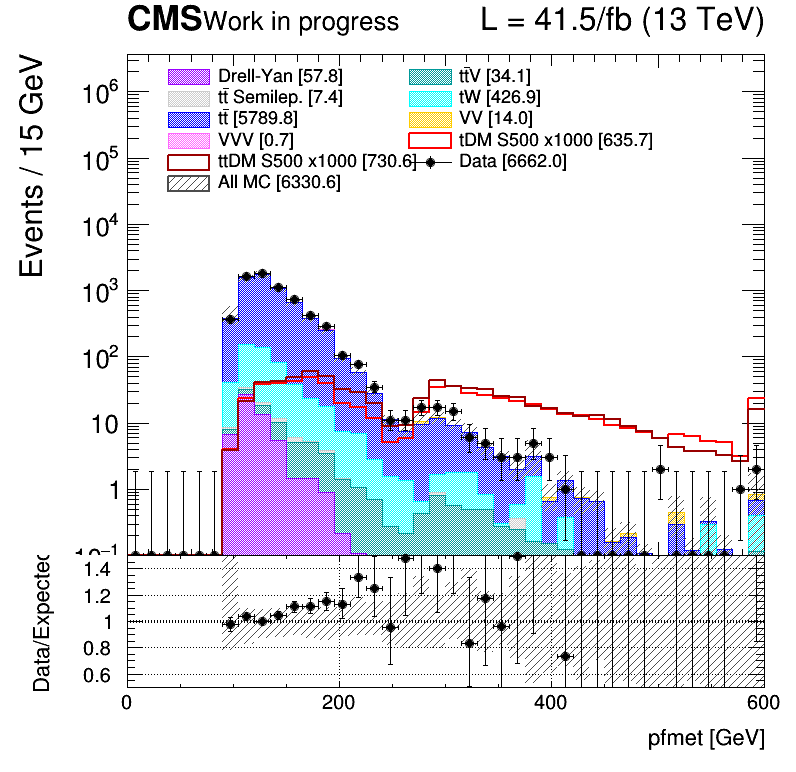 CMS Work in progress L = 41.5/fb (13 TeV)
Events / 15 GeV
Drell-Yan [57.8] tt̄V [34.1]
tt̄ Semilep. [7.4] tW [426.9]
tt̄ [5789.8] VV [14.0]
VVV [0.7] tDM S500 x1000 [635.7]
ttDM S500 x1000 [730.6] Data [6662.0]
All MC [6330.6]
10⁶
10⁵
10⁴
10³
10²
10
1
10⁻¹
Data/Expected
1.4
1.2
1
0.8
0.6
0 200 400 600
pfmet [GeV]